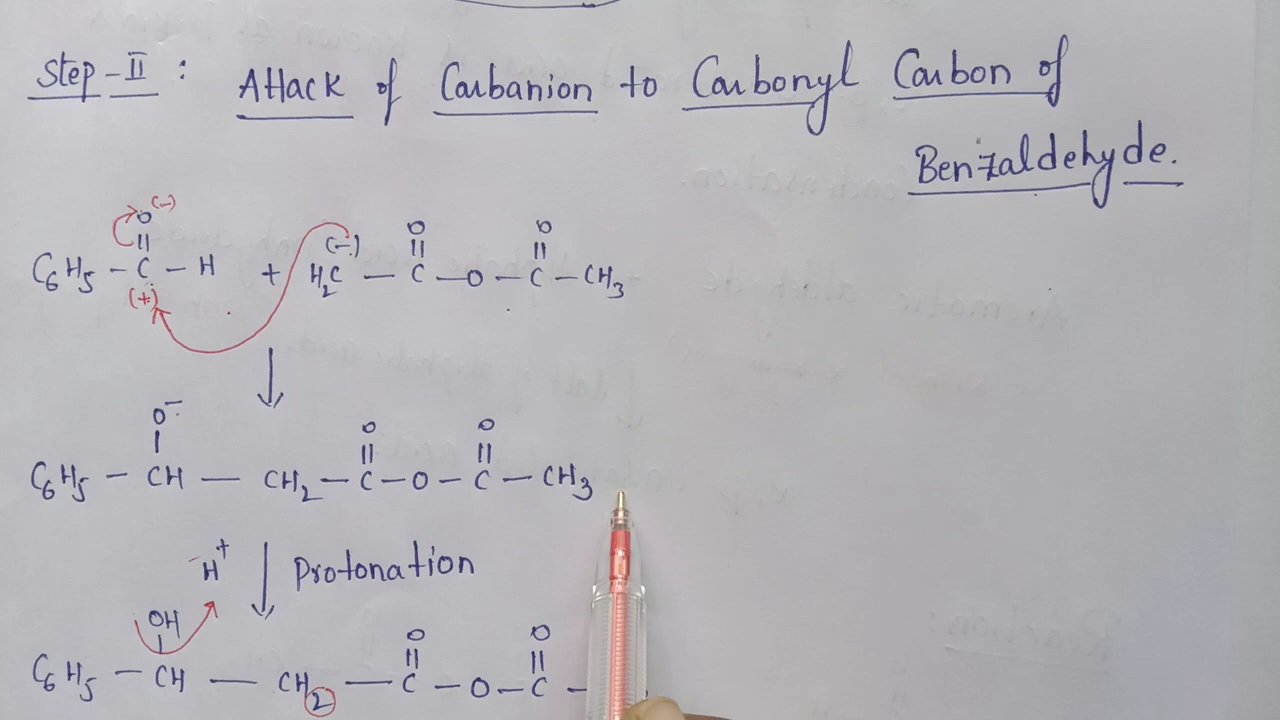 Step-II : Attack of Carbanion to Carbonyl Carbon of
Benzaldehyde.
O (-)
(-) O O
C6H5 - C - H + H2C - C - O - C - CH3
(+)
O- O O
C6H5 - CH - CH2 - C - O - C - CH3
H+ Protonation
OH O O
C6H5 - CH - CH2 - C - O - C -